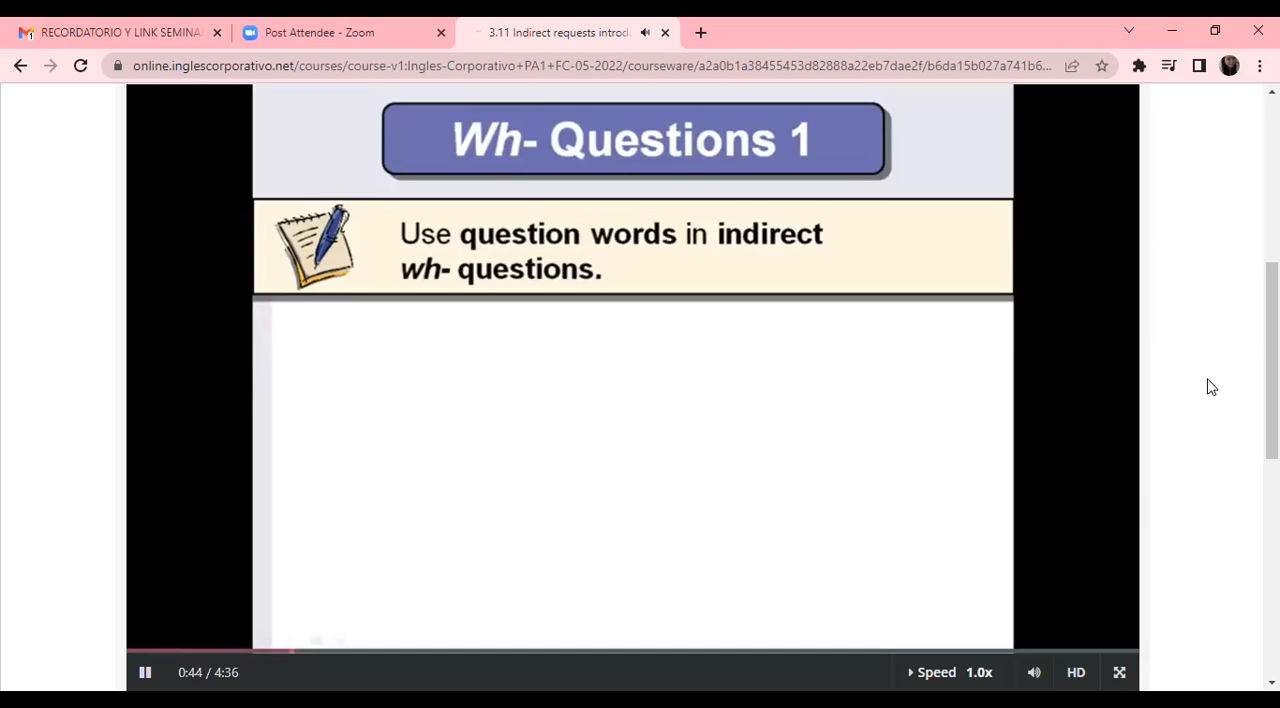 RECORDATORIO Y LINK SEMINA
Post Attendee - Zoom
3.11 Indirect requests introd
online.inglescorporativo.net/courses/course-v1:Ingles-Corporativo+PA1+FC-05-2022/courseware/a2a0b1a38455453d82888a22eb7dae2f/b6da15b027a741b6...
Wh- Questions 1
Use question words in indirect
wh- questions.
0:44 / 4:36
Speed 1.0x
HD